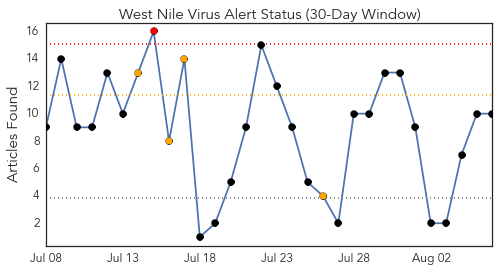 West Nile Virus Alert Status (30-Day Window)
Articles Found
16
14
12
10
8
6
4
2
Jul 08 Jul 13 Jul 18 Jul 23 Jul 28 Aug 02